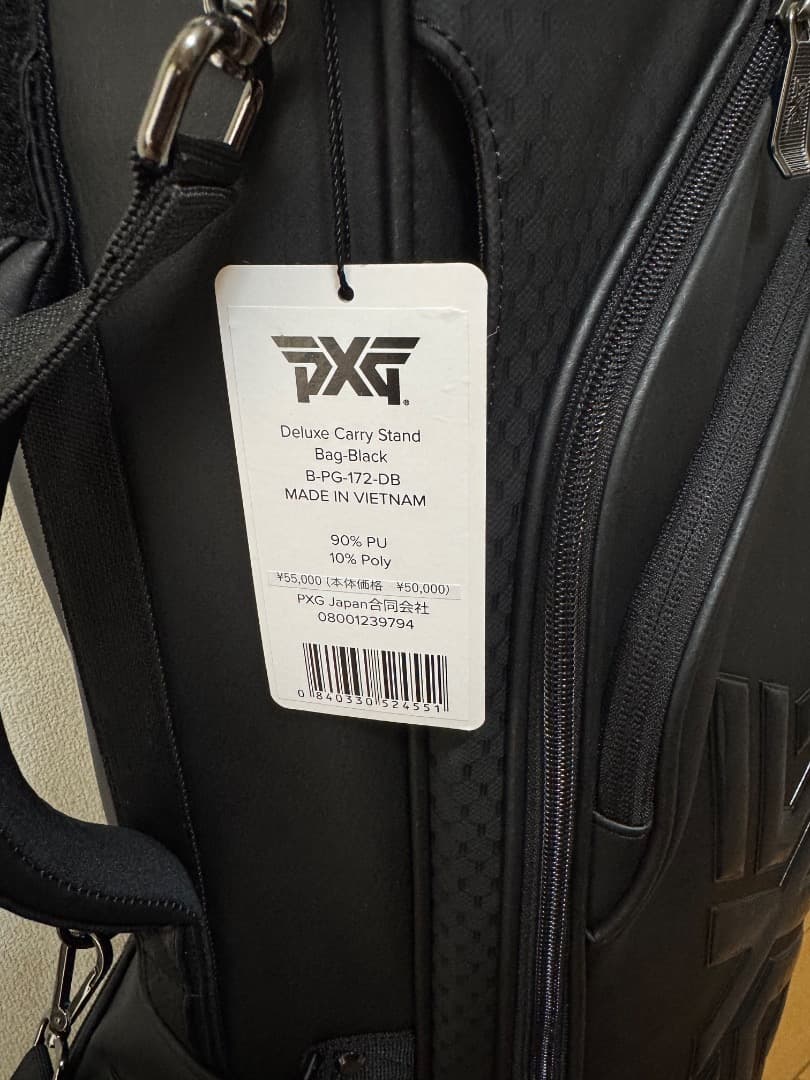 PXG
Deluxe Carry Stand
Bag-Black
B-PG-172-DB
MADE IN VIETNAM
90% PU
10% Poly
¥55,000 (本体価格 ¥50,000)
PXG Japan合同会社
08001239794
0 840330 524551